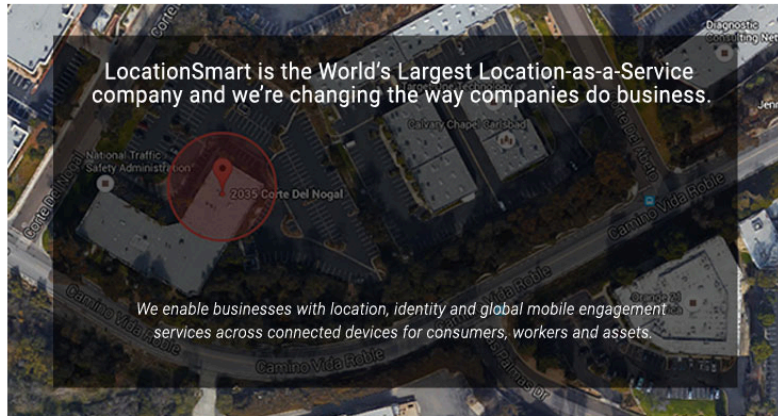 Diagnostic
Consulting Net
LocationSmart is the World's Largest Location-as-a-Service
company and we're changing the way companies do business.
Calvary Chapel Carlsbad
National Traffic
Safety Administration
2035 Corte Del Nogal
Corte Del Nogal
Camino Vida Roble
We enable businesses with location, identity and global mobile engagement
services across connected devices for consumers, workers and assets.
Camino Vida Roble
Camino Vida Roble